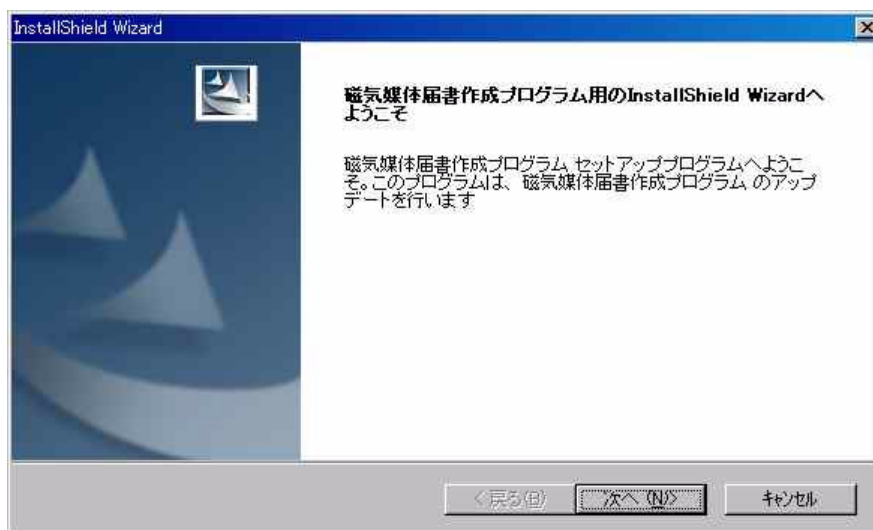 InstallShield Wizard
磁気媒体届書作成プログラム用のInstallShield Wizardへ
ようこそ
磁気媒体届書作成プログラム セットアッププログラムへようこ
そ。このプログラムは、磁気媒体届書作成プログラム のアップ
デートを行います
< 戻る(B)
次へ (N)>
キャンセル